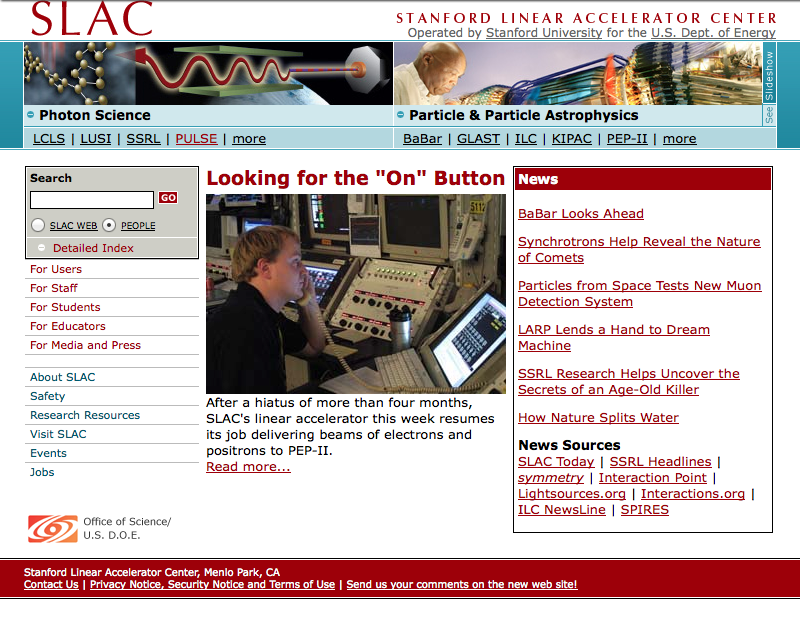 SLAC
STANFORD LINEAR ACCELERATOR CENTER
Operated by Stanford University for the U.S. Dept. of Energy
See Slideshow
Photon Science
LCLS | LUSI | SSRL | PULSE | more
Particle & Particle Astrophysics
BaBar | GLAST | ILC | KIPAC | PEP-II | more
Search
GO
SLAC WEB PEOPLE
Detailed Index
For Users
For Staff
For Students
For Educators
For Media and Press
About SLAC
Safety
Research Resources
Visit SLAC
Events
Jobs
Office of Science/
U.S. D.O.E.
Looking for the "On" Button
5112
After a hiatus of more than four months,
SLAC's linear accelerator this week resumes
its job delivering beams of electrons and
positrons to PEP-II.
Read more...
News
BaBar Looks Ahead
Synchrotrons Help Reveal the Nature
of Comets
Particles from Space Tests New Muon
Detection System
LARP Lends a Hand to Dream
Machine
SSRL Research Helps Uncover the
Secrets of an Age-Old Killer
How Nature Splits Water
News Sources
SLAC Today | SSRL Headlines |
symmetry | Interaction Point |
Lightsources.org | Interactions.org |
ILC NewsLine | SPIRES
Stanford Linear Accelerator Center, Menlo Park, CA
Contact Us | Privacy Notice, Security Notice and Terms of Use | Send us your comments on the new web site!